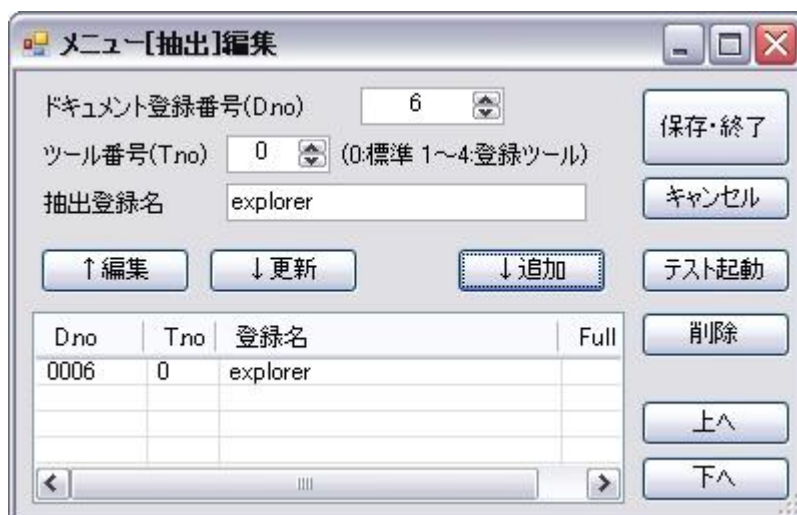 メニュー[抽出]編集
ドキュメント登録番号(Dno) 6
保存・終了
ツール番号(Tno) 0 (0:標準 1～4:登録ツール)
抽出登録名 explorer
キャンセル
↑編集 ↓更新 ↓追加 テスト起動
Dno Tno 登録名 Full
削除
0006 0 explorer
上へ
下へ